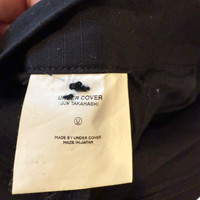 UNDER COVER
JUN TAKAHASHI
U
MADE BY UNDER COVER
MADE IN JAPAN